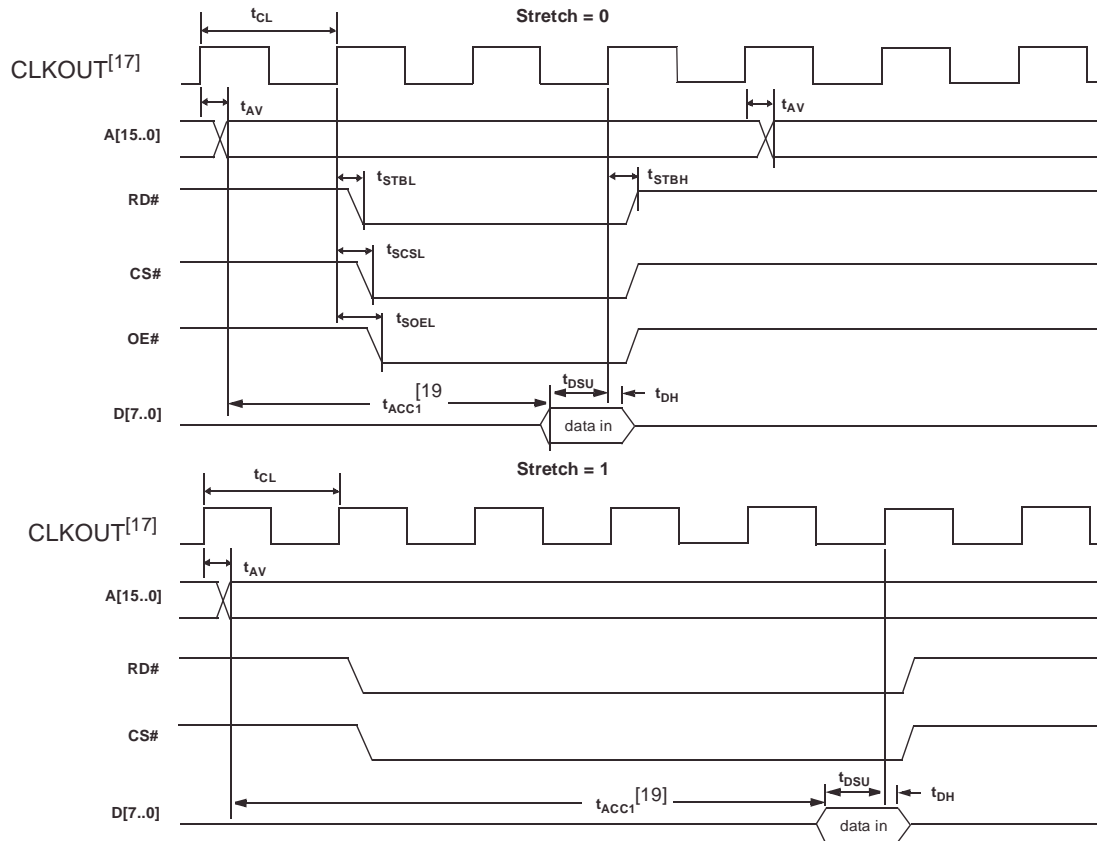 Stretch = 0
tCL
CLKOUT[17]
tAV
tAV
A[15..0]
tSTBL
tSTBH
RD#
tSCSL
CS#
tSOEL
OE#
tDSU
tACC1[19
tDH
D[7..0]
data in
Stretch = 1
tCL
CLKOUT[17]
tAV
A[15..0]
RD#
CS#
tDSU
tACC1[19]
tDH
D[7..0]
data in